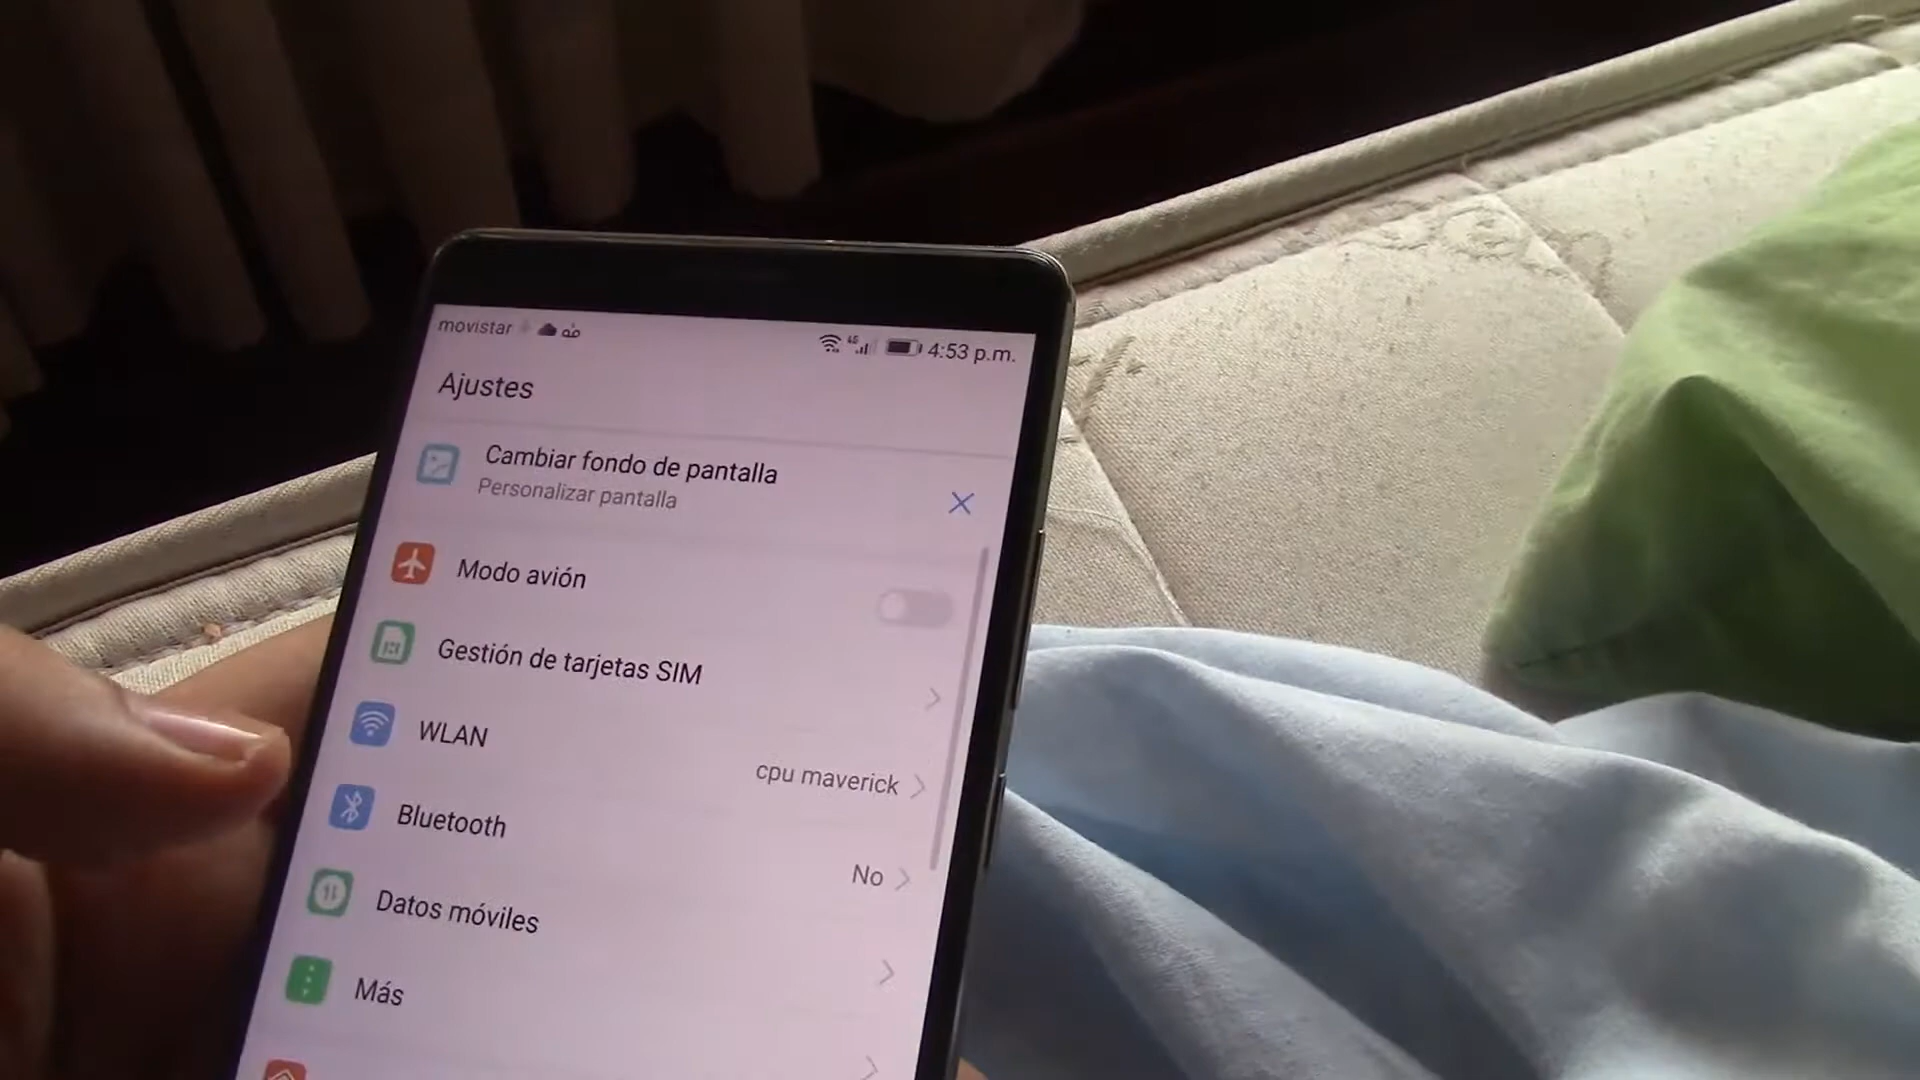 movistar 4G 4:53 p.m.
Ajustes
Cambiar fondo de pantalla
Personalizar pantalla
Modo avión
Gestión de tarjetas SIM
WLAN
cpu maverick
Bluetooth
No
Datos móviles
Más